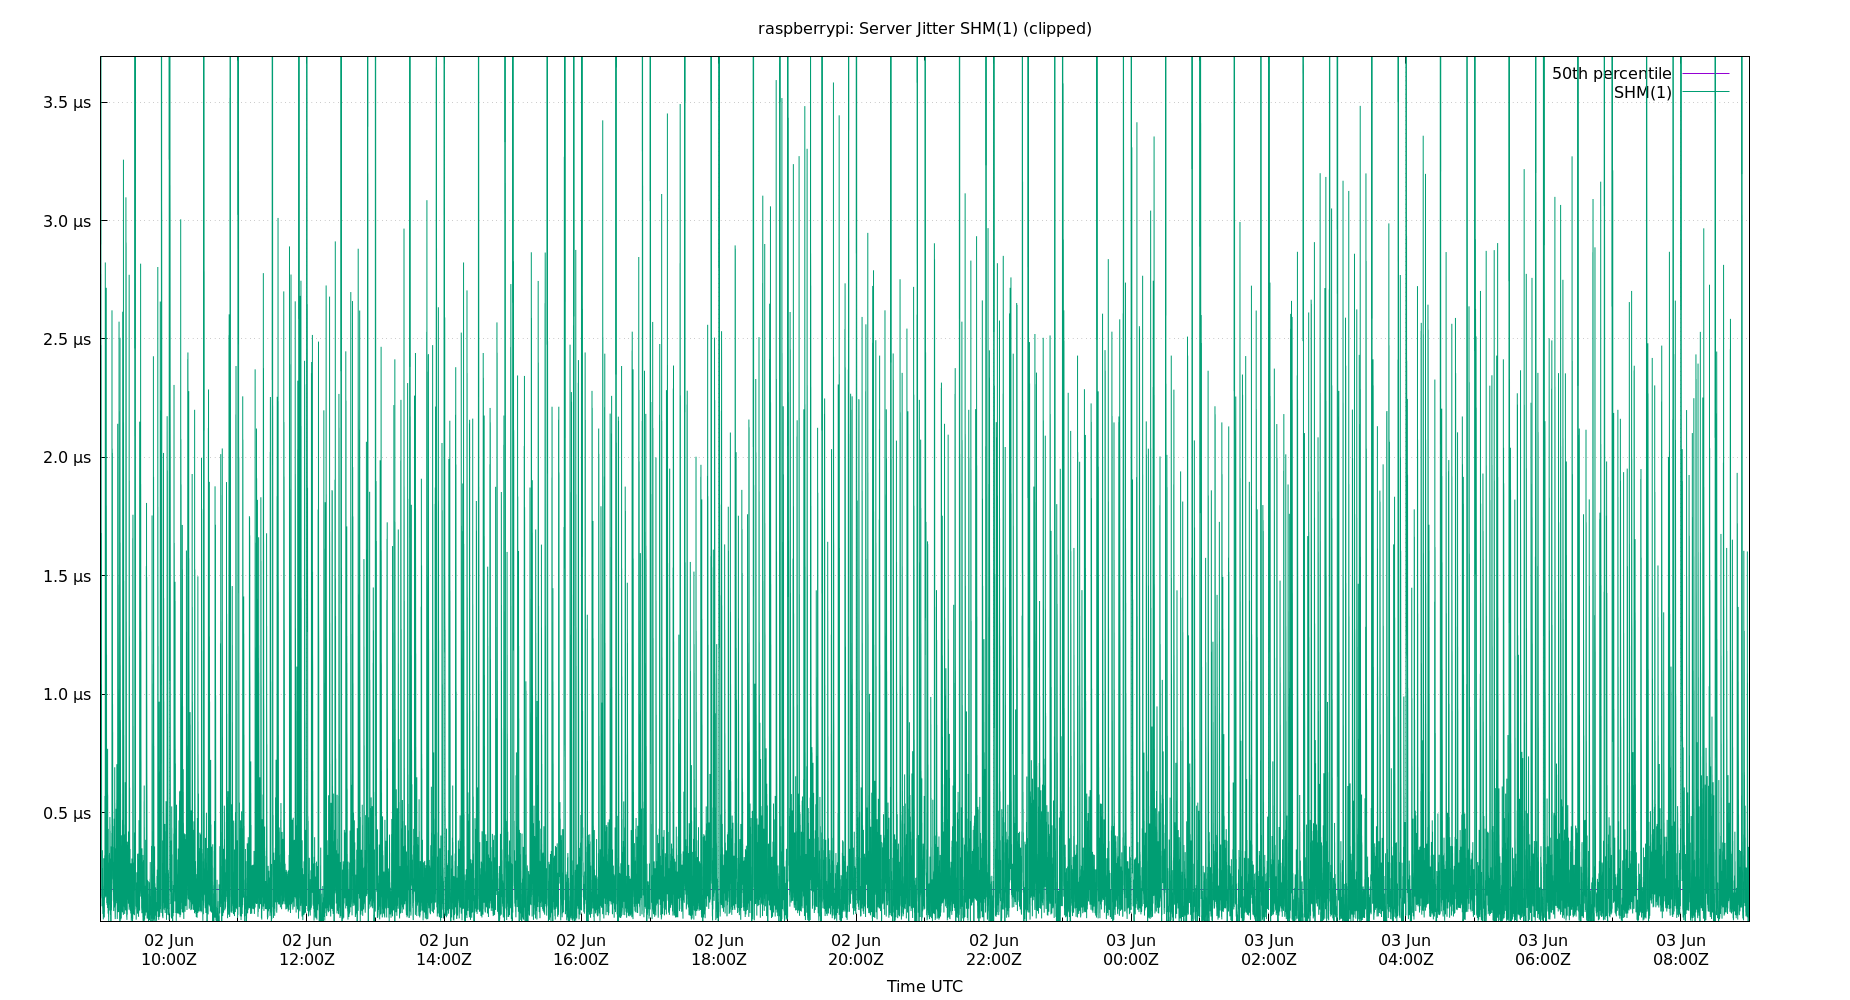 raspberrypi: Server Jitter SHM(1) (clipped)
50th percentile
SHM(1)
3.5 µs
3.0 µs
2.5 µs
2.0 µs
1.5 µs
1.0 µs
0.5 µs
02 Jun 02 Jun 02 Jun 02 Jun 02 Jun 02 Jun 02 Jun 03 Jun 03 Jun 03 Jun 03 Jun 03 Jun
10:00Z 12:00Z 14:00Z 16:00Z 18:00Z 20:00Z 22:00Z 00:00Z 02:00Z 04:00Z 06:00Z 08:00Z
Time UTC